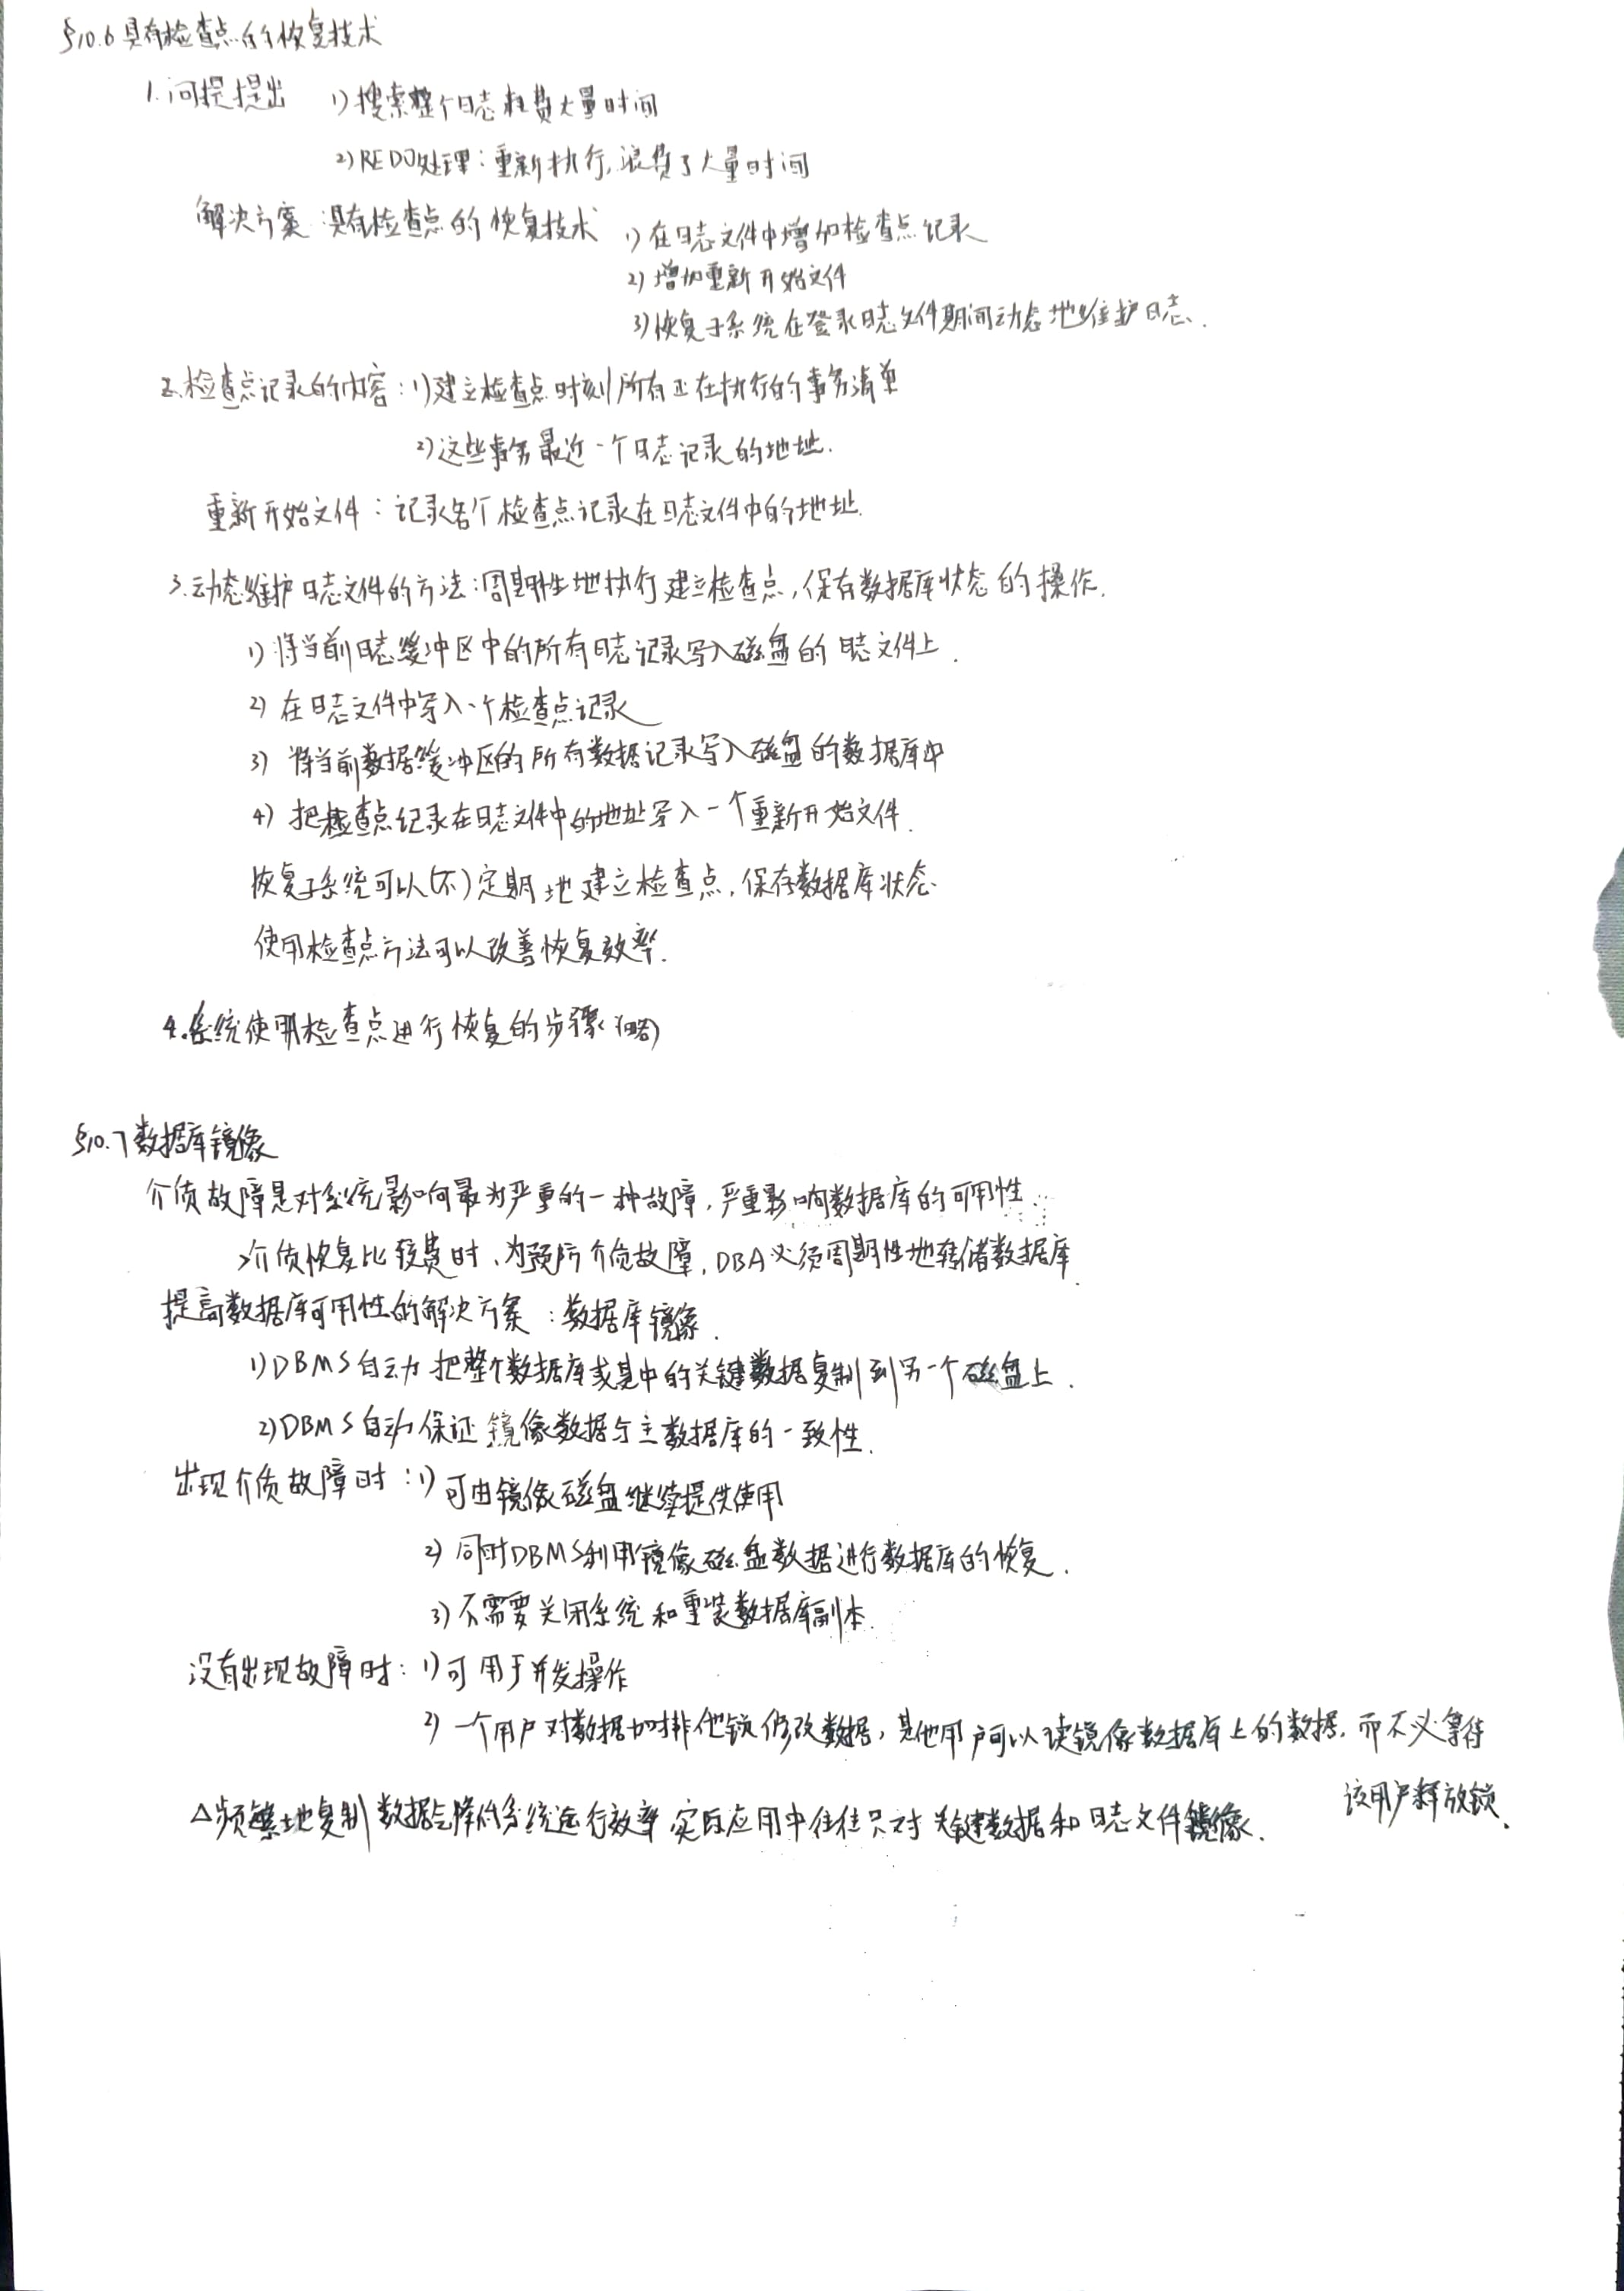 §10.6 具有检查点的恢复技术
1.问提提出 1)搜索整个日志耗费大量时间
2)REDO处理:重新执行,浪费了大量时间
解决方案:具有检查点的恢复技术 1)在日志文件中增加检查点记录
2)增加重新开始文件
3)恢复子系统在登录日志文件期间动态地维护日志.
2.检查点记录的内容:1)建立检查点时刻所有正在执行的事务清单
2)这些事务最近一个日志记录的地址.
重新开始文件:记录各个检查点记录在日志文件中的地址.
3.动态维护日志文件的方法:周期性地执行建立检查点,保存数据库状态的操作.
1)将当前日志缓冲区中的所有日志记录写入磁盘的日志文件上.
2)在日志文件中写入一个检查点记录
3)将当前数据缓冲区的所有数据记录写入磁盘的数据库中
4)把检查点记录在日志文件中的地址写入一个重新开始文件.
恢复子系统可以(不)定期地建立检查点,保存数据库状态.
使用检查点方法可以改善恢复效率.
4.系统使用检查点进行恢复的步骤(略)
§10.7 数据库镜像
介质故障是对系统影响最为严重的一种故障,严重影响数据库的可用性.
介质恢复比较费时、为预防介质故障,DBA必须周期性地转储数据库.
提高数据库可用性的解决方案:数据库镜像.
1)DBMS自动把整个数据库或其中的关键数据复制到另一个磁盘上.
2)DBMS自动保证镜像数据与主数据库的一致性.
出现介质故障时:1)可由镜像磁盘继续提供使用
2)同时DBMS利用镜像磁盘数据进行数据库的恢复.
3)不需要关闭系统和重装数据库副本.
没有出现故障时:1)可用于并发操作
2)一个用户对数据加排他锁修改数据,其他用户可以读镜像数据库上的数据,而不必等待
该用户释放锁.
△频繁地复制数据会降低系统运行效率 实际应用中往往只对关键数据和日志文件镜像.